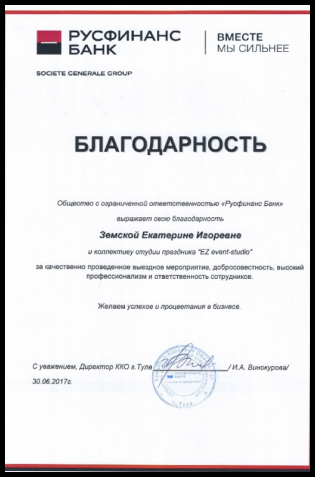 РУСФИНАНС
БАНК
ВМЕСТЕ
МЫ СИЛЬНЕЕ
SOCIETE GENERALE GROUP
БЛАГОДАРНОСТЬ
Общество с ограниченной ответственностью «Русфинанс Банк»
выражает свою благодарность
Земской Екатерине Игоревне
и коллективу студии праздника "EZ event-studio"
за качественно проведенное выездное мероприятие, добросовестность, высокий
профессионализм и ответственность сотрудников.
Желаем успехов и процветания в бизнесе.
С уважением, Директор ККО г.Тула / И.А. Винокурова/
30.06.2017г.